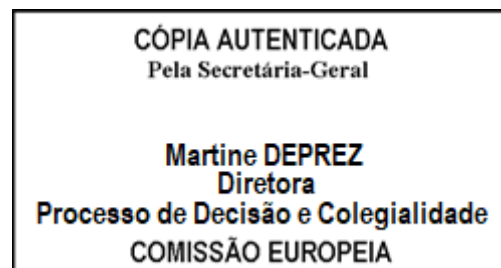 CÓPIA AUTENTICADA
Pela Secretária-Geral
Martine DEPREZ
Diretora
Processo de Decisão e Colegialidade
COMISSÃO EUROPEIA